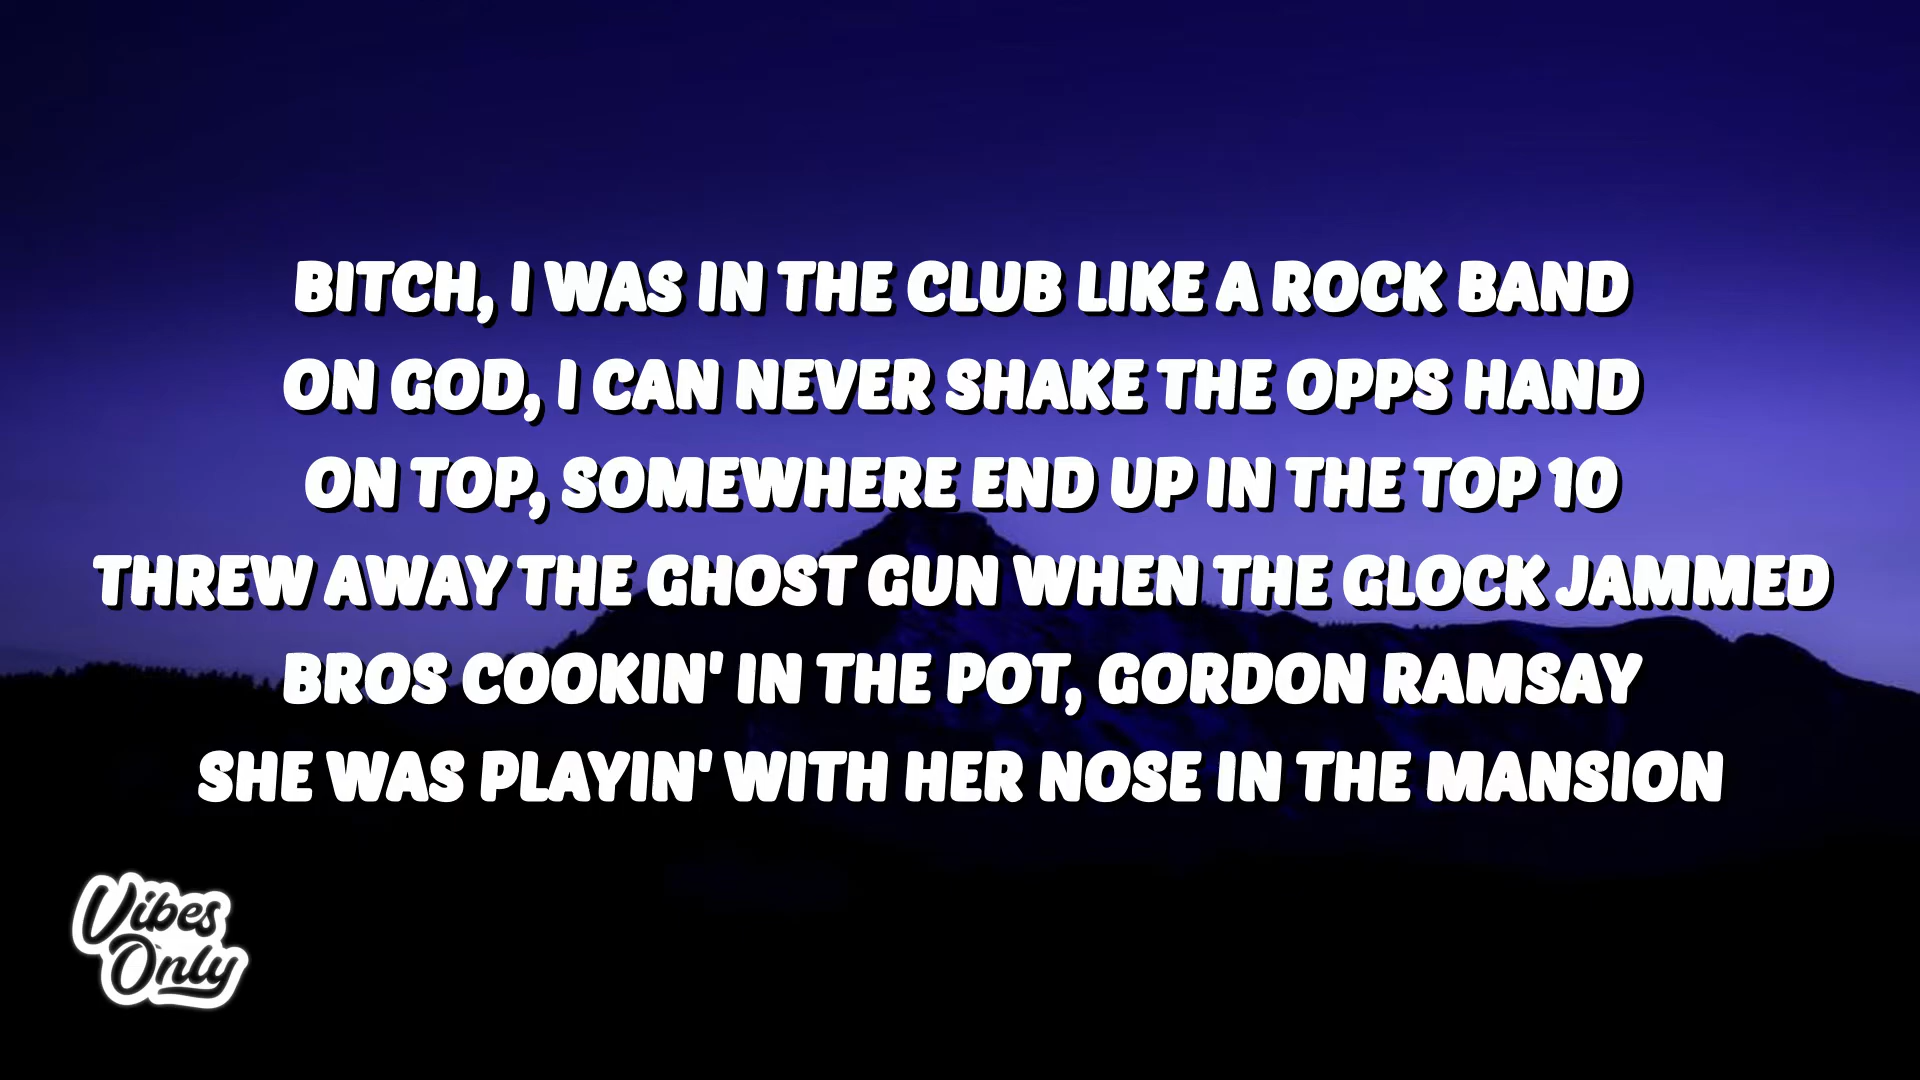 BITCH, I WAS IN THE CLUB LIKE A ROCK BAND
ON GOD, I CAN NEVER SHAKE THE OPPS HAND
ON TOP, SOMEWHERE END UP IN THE TOP 10
THREW AWAY THE GHOST GUN WHEN THE GLOCK JAMMED
BROS COOKIN' IN THE POT, GORDON RAMSAY
SHE WAS PLAYIN' WITH HER NOSE IN THE MANSION
Vibes
Only